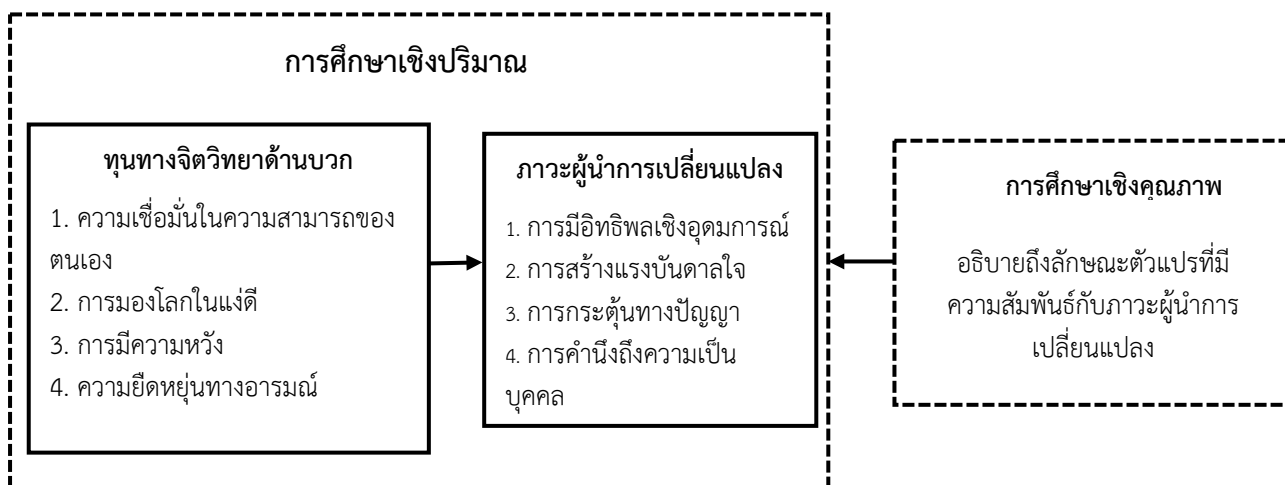 การศึกษาเชิงปริมาณ
ทุนทางจิตวิทยาด้านบวก
1. ความเชื่อมั่นในความสามารถของ
ตนเอง
2. การมองโลกในแง่ดี
3. การมีความหวัง
4. ความยืดหยุ่นทางอารมณ์
ภาวะผู้นำการเปลี่ยนแปลง
1. การมีอิทธิพลเชิงอุดมการณ์
2. การสร้างแรงบันดาลใจ
3. การกระตุ้นทางปัญญา
4. การคำนึงถึงความเป็น
บุคคล
การศึกษาเชิงคุณภาพ
อธิบายถึงลักษณะตัวแปรที่มี
ความสัมพันธ์กับภาวะผู้นำการ
เปลี่ยนแปลง